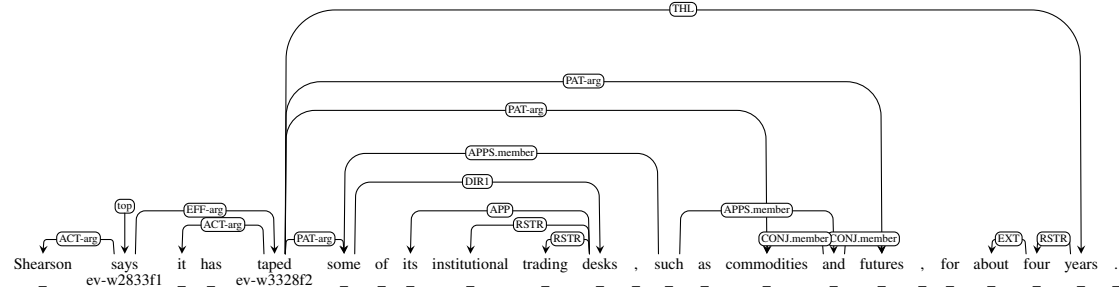 THL
PAT-arg
PAT-arg
APPS.member
DIR1
top EFF-arg APP APPS.member
ACT-arg RSTR
ACT-arg PAT-arg RSTR CONJ.member CONJ.member EXT RSTR
Shearson says it has taped some of its institutional trading desks , such as commodities and futures , for about four years .
_ ev-w2833f1 _ _ ev-w3328f2 _ _ _ _ _ _ _ _ _ _ _ _ _ _ _ _ _ _